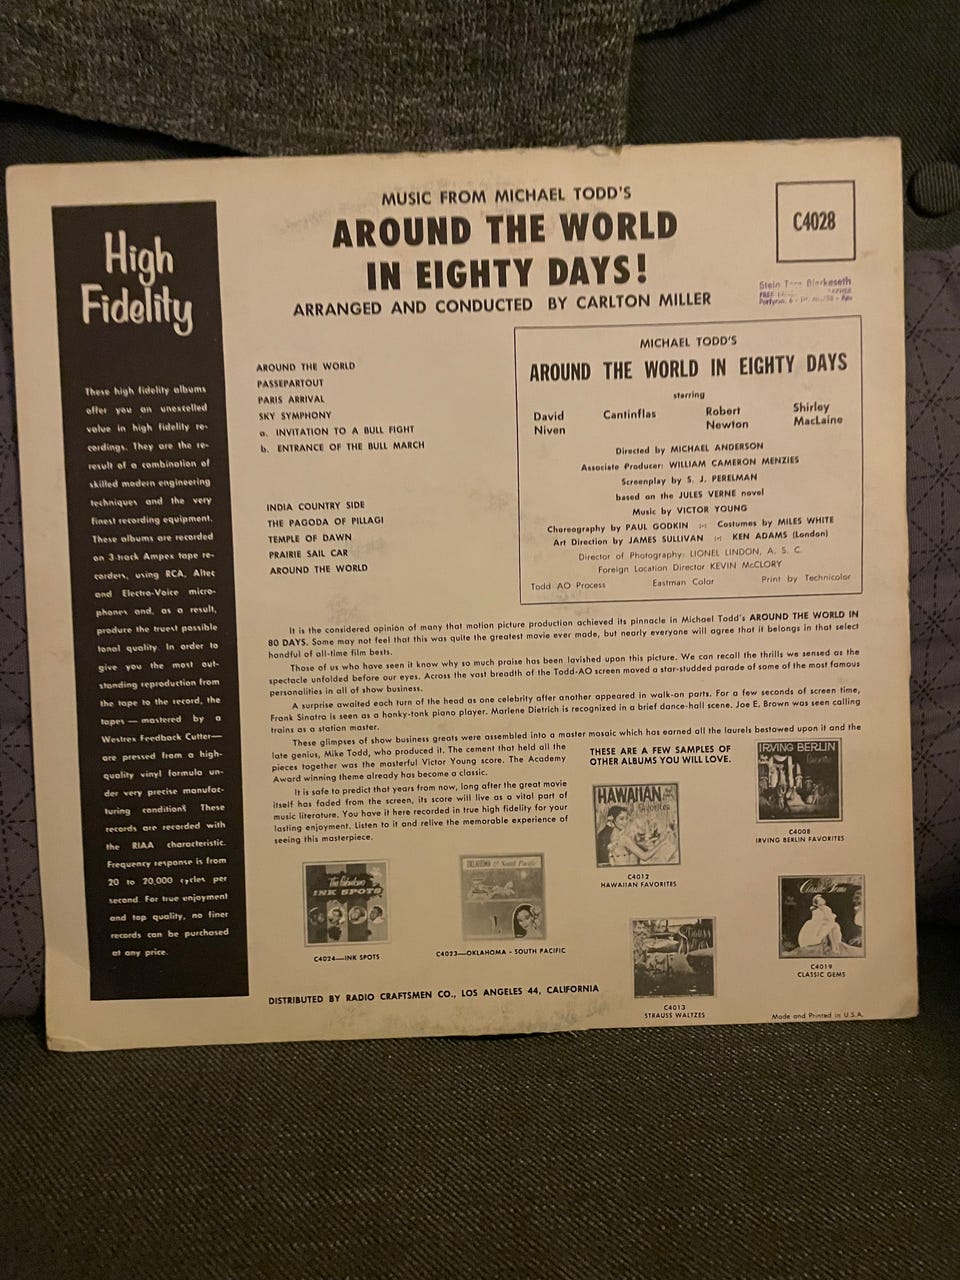 High
Fidelity
These high fidelity albums
offer you an unexcelled
value in high fidelity re-
cordings. They are the re-
result of a combination of
skilled modern engineering
techniques and the very
finest recording equipment.
These albums are recorded
on 3-track Ampex tape re-
corders, using RCA, Altec
and Electro-Voice micro-
phones and, as a result,
produce the truest possible
tonal quality. In order to
give you the most out-
standing reproduction from
the tape to the record, the
tapes — mastered by a
Westrex Feedback Cutter—
are pressed from a high-
quality vinyl formula un-
der very precise manufac-
turing conditions. These
records are recorded with
the RIAA characteristic.
Frequency response is from
20 to 20,000 cycles per
second. For true enjoyment
and top quality, no finer
records can be purchased
at any price.
MUSIC FROM MICHAEL TODD'S
AROUND THE WORLD
IN EIGHTY DAYS!
ARRANGED AND CONDUCTED BY CARLTON MILLER
C4028
Stein
AROUND THE WORLD
PASSEPARTOUT
PARIS ARRIVAL
SKY SYMPHONY
a. INVITATION TO A BULL FIGHT
b. ENTRANCE OF THE BULL MARCH
INDIA COUNTRY SIDE
THE PAGODA OF PILLAGI
TEMPLE OF DAWN
PRAIRIE SAIL CAR
AROUND THE WORLD
MICHAEL TODD'S
AROUND THE WORLD IN EIGHTY DAYS
starring
David Niven
Cantinflas
Robert Newton
Shirley MacLaine
Directed by MICHAEL ANDERSON
Associate Producer: WILLIAM CAMERON MENZIES
Screenplay by S. J. PERELMAN
based on the JULES VERNE novel
Music by VICTOR YOUNG
Choreography by PAUL GODKIN :-: Costumes by MILES WHITE
Art Direction by JAMES SULLIVAN :-: KEN ADAMS (London)
Director of Photography: LIONEL LINDON, A. S. C.
Foreign Location Director KEVIN McCLORY
Todd AO Process Eastman Color Print by Technicolor
It is the considered opinion of many that motion picture production achieved its pinnacle in Michael Todd's AROUND THE WORLD IN
80 DAYS. Some may not feel that this was quite the greatest movie ever made, but nearly everyone will agree that it belongs in that select
handful of all-time film bests.
Those of us who have seen it know why so much praise has been lavished upon this picture. We can recall the thrills we sensed as the
spectacle unfolded before our eyes. Across the vast breadth of the Todd-AO screen moved a star-studded parade of some of the most famous
personalities in all of show business.
A surprise awaited each turn of the head as one celebrity after another appeared in walk-on parts. For a few seconds of screen time,
Frank Sinatra is seen as a honky-tonk piano player. Marlene Dietrich is recognized in a brief dance-hall scene. Joe E. Brown was seen calling
trains as a station master.
These glimpses of show business greats were assembled into a master mosaic which has earned all the laurels bestowed upon it and the
late genius, Mike Todd, who produced it. The cement that held all the
pieces together was the masterful Victor Young score. The Academy
Award winning theme already has become a classic.
It is safe to predict that years from now, long after the great movie
itself has faded from the screen, its score will live as a vital part of
music literature. You have it here recorded in true high fidelity for your
lasting enjoyment. Listen to it and relive the memorable experience of
seeing this masterpiece.
THESE ARE A FEW SAMPLES OF
OTHER ALBUMS YOU WILL LOVE.
IRVING BERLIN
Favorites
C4008
IRVING BERLIN FAVORITES
HAWAIIAN
Favorites
C4012
HAWAIIAN FAVORITES
The fabulous
INK SPOTS
C4024—INK SPOTS
OKLAHOMA & South Pacific
C4023—OKLAHOMA - SOUTH PACIFIC
STRAUSS
C4013
STRAUSS WALTZES
Classic Gems
C4019
CLASSIC GEMS
DISTRIBUTED BY RADIO CRAFTSMEN CO., LOS ANGELES 44, CALIFORNIA
Made and Printed in U.S.A.